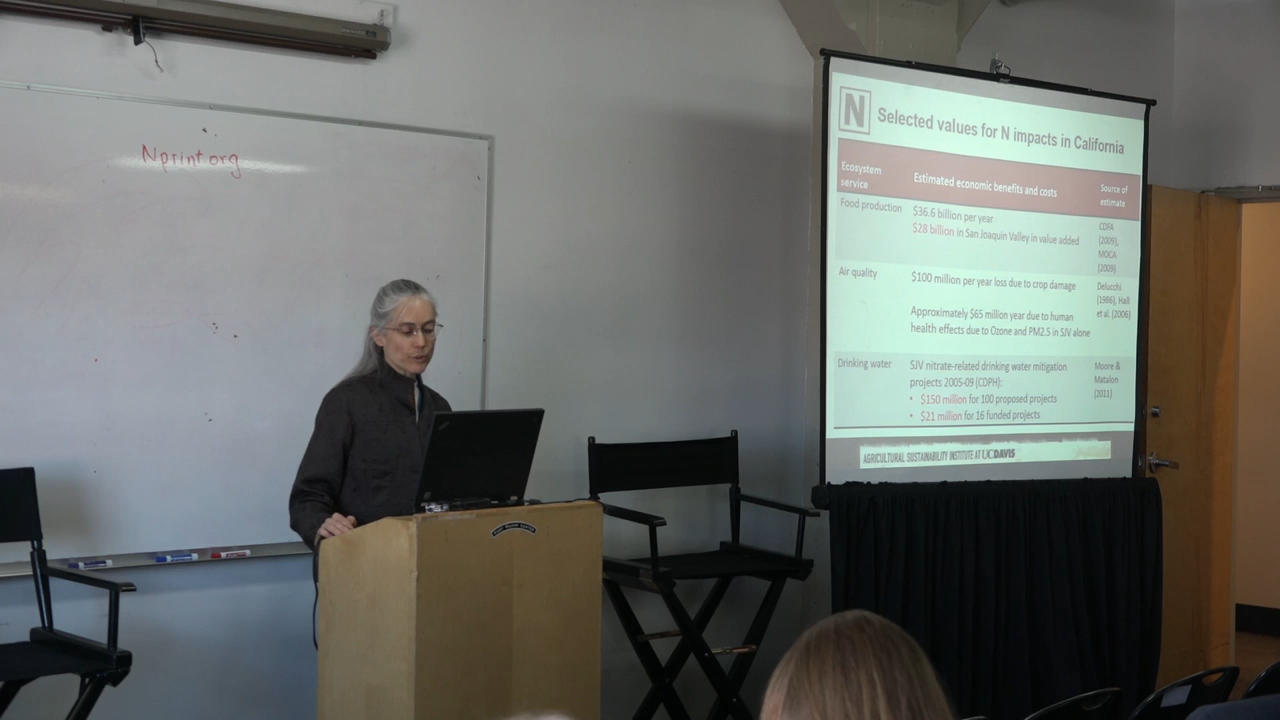 Nprint.org
N
Selected values for N impacts in California
Ecosystem service
Estimated economic benefits and costs
Source of estimate
Food production
$36.6 billion per year
$28 billion in San Joaquin Valley in value added
CDFA
(2009),
MOCA
(2009)
Air quality
$100 million per year loss due to crop damage
Approximately $65 million year due to human
health effects due to Ozone and PM2.5 in SJV alone
Delucchi
(1986), Hall
et al. (2006)
Drinking water
SJV nitrate-related drinking water mitigation
projects 2005-09 (CDPH):
• $150 million for 100 proposed projects
• $21 million for 16 funded projects
Moore &
Matalon
(2011)
AGRICULTURAL SUSTAINABILITY INSTITUTE AT UC DAVIS